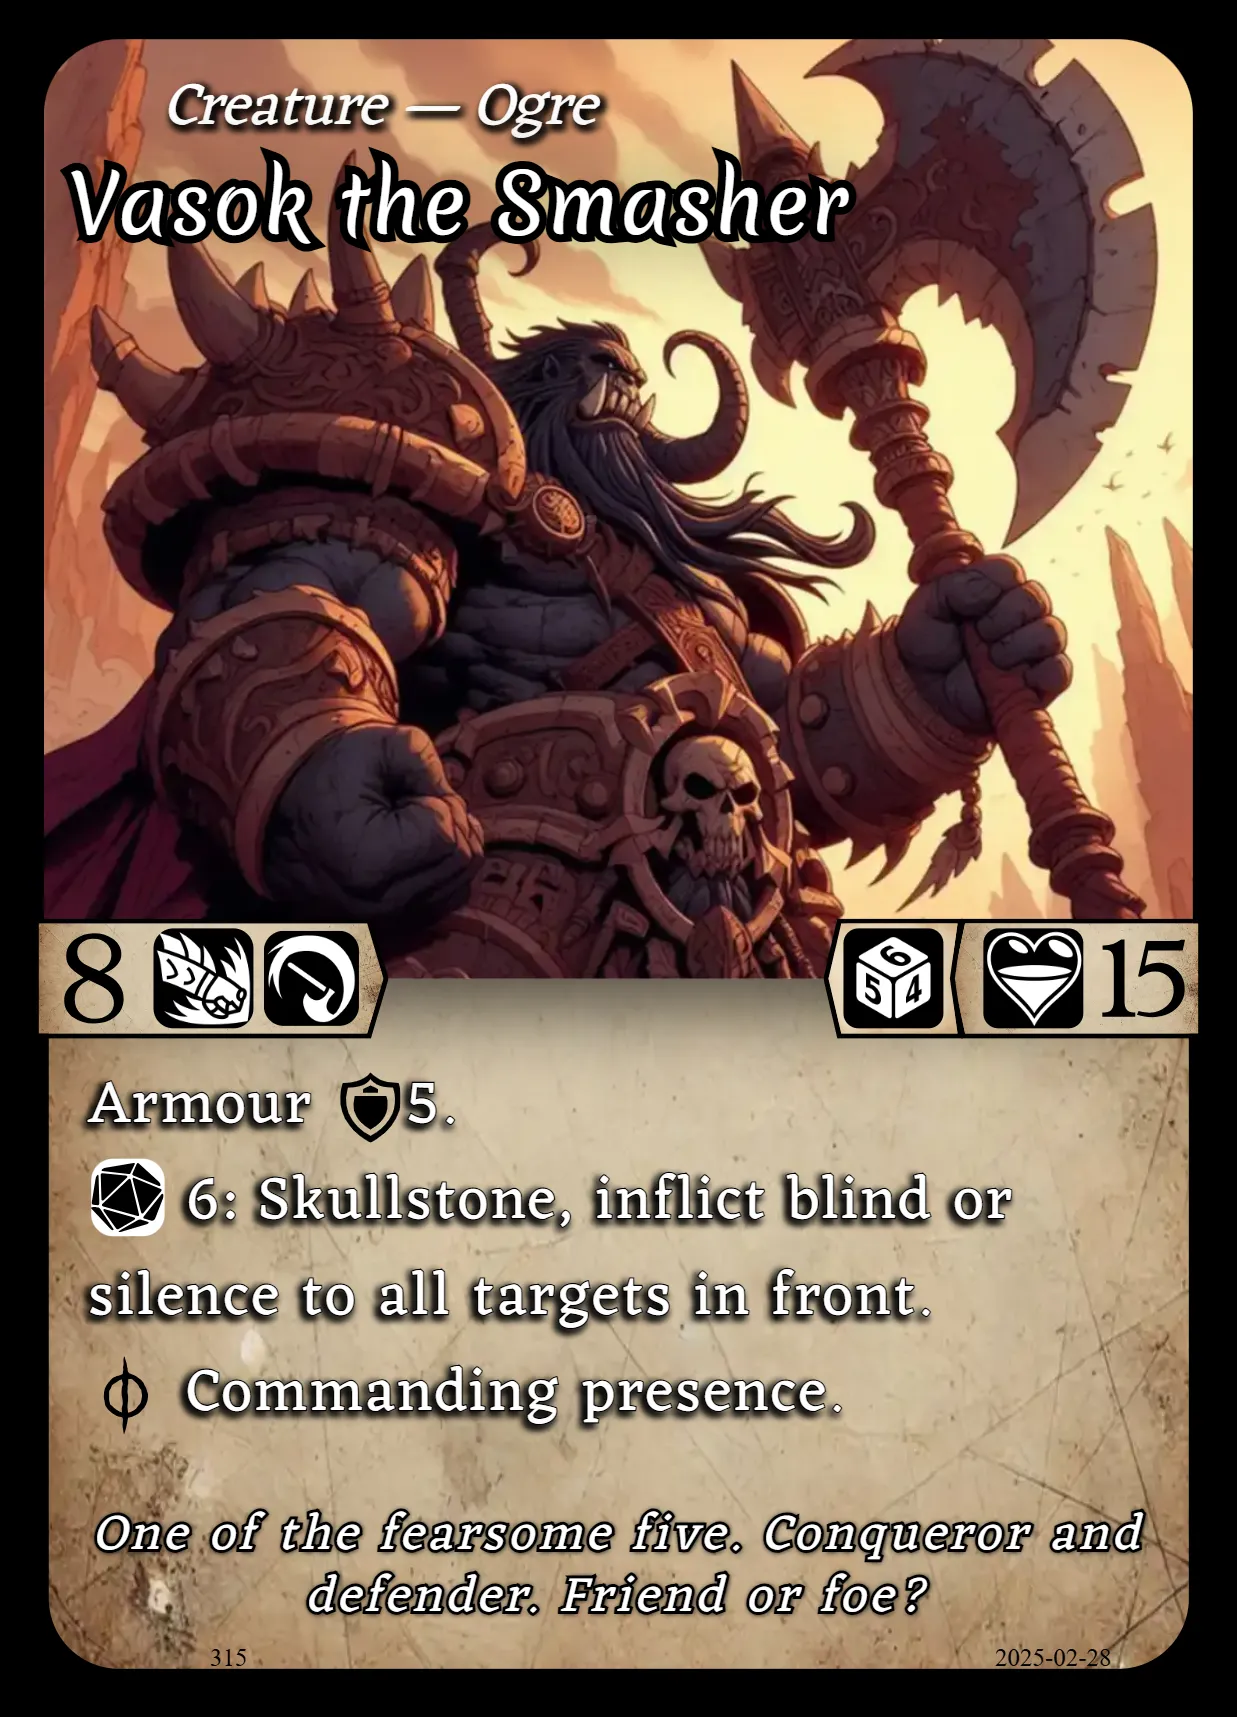 Creature — Ogre
Vasok the Smasher
8
6
5 4
15
Armour 5.
6: Skullstone, inflict blind or
silence to all targets in front.
Commanding presence.
One of the fearsome five. Conqueror and
defender. Friend or foe?
315
2025-02-28